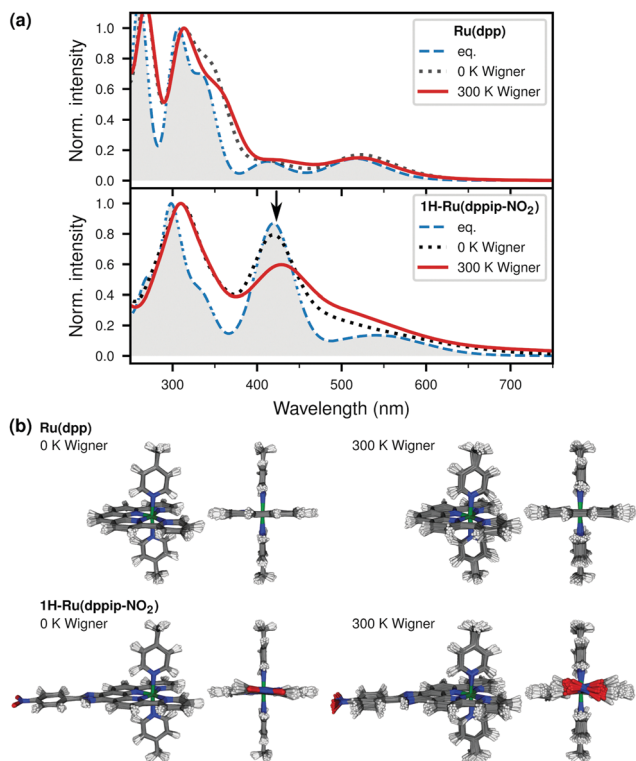 (a)
Norm. intensity
1.0
0.8
0.6
0.4
0.2
0.0
Ru(dpp)
eq.
0 K Wigner
300 K Wigner
Norm. intensity
1.0
0.8
0.6
0.4
0.2
0.0
1H-Ru(dppip-NO₂)
eq.
0 K Wigner
300 K Wigner
300 400 500 600 700
Wavelength (nm)
(b)
Ru(dpp)
0 K Wigner 300 K Wigner
1H-Ru(dppip-NO₂)
0 K Wigner 300 K Wigner